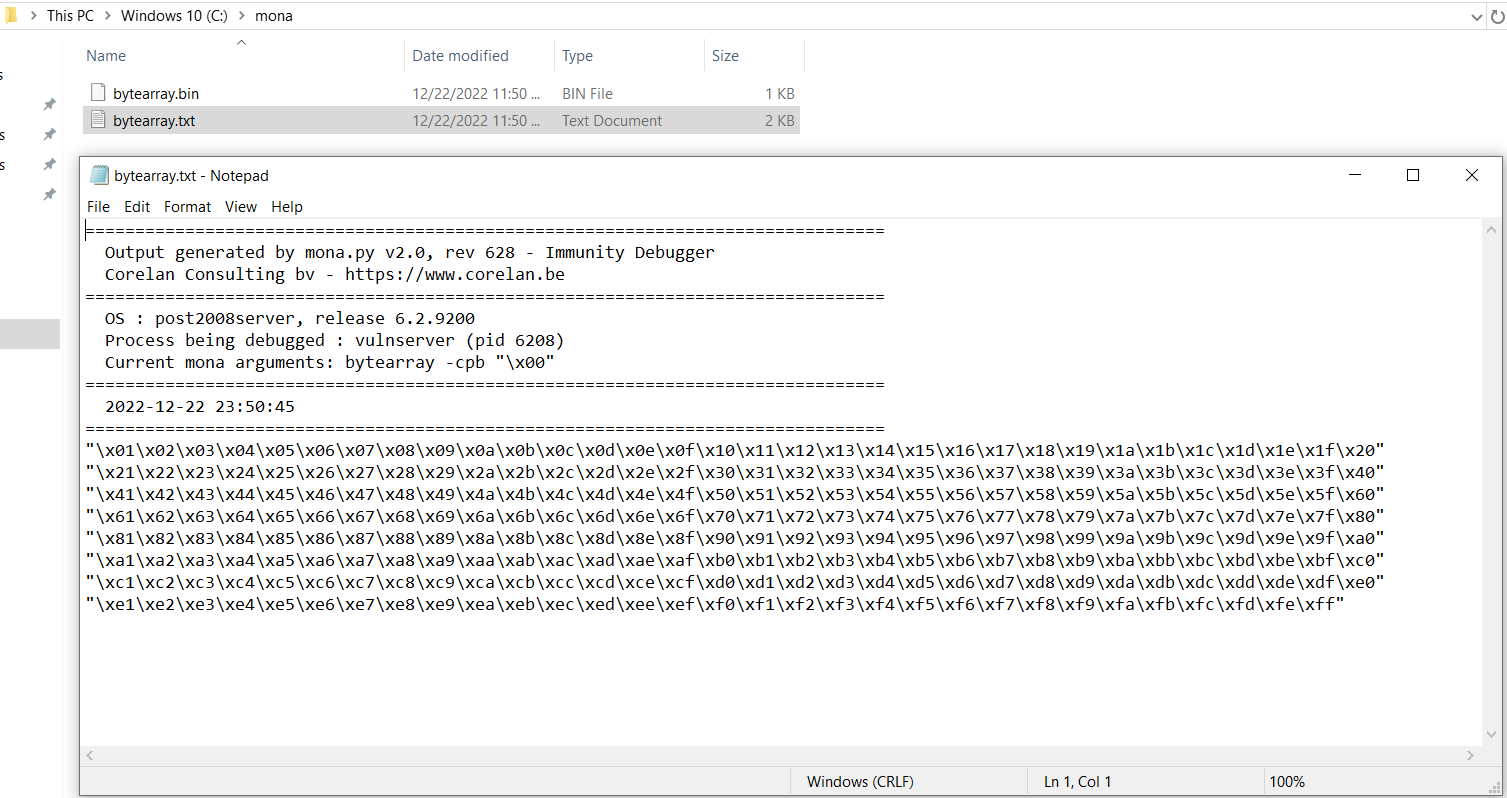 This PC > Windows 10 (C:) > mona
Name Date modified Type Size
s
bytearray.bin 12/22/2022 11:50 ... BIN File 1 KB
bytearray.txt 12/22/2022 11:50 ... Text Document 2 KB
s
s
bytearray.txt - Notepad
File Edit Format View Help
================================================================================
Output generated by mona.py v2.0, rev 628 - Immunity Debugger
Corelan Consulting bv - https://www.corelan.be
================================================================================
OS : post2008server, release 6.2.9200
Process being debugged : vulnserver (pid 6208)
Current mona arguments: bytearray -cpb "\x00"
================================================================================
2022-12-22 23:50:45
================================================================================
"\x01\x02\x03\x04\x05\x06\x07\x08\x09\x0a\x0b\x0c\x0d\x0e\x0f\x10\x11\x12\x13\x14\x15\x16\x17\x18\x19\x1a\x1b\x1c\x1d\x1e\x1f\x20"
"\x21\x22\x23\x24\x25\x26\x27\x28\x29\x2a\x2b\x2c\x2d\x2e\x2f\x30\x31\x32\x33\x34\x35\x36\x37\x38\x39\x3a\x3b\x3c\x3d\x3e\x3f\x40"
"\x41\x42\x43\x44\x45\x46\x47\x48\x49\x4a\x4b\x4c\x4d\x4e\x4f\x50\x51\x52\x53\x54\x55\x56\x57\x58\x59\x5a\x5b\x5c\x5d\x5e\x5f\x60"
"\x61\x62\x63\x64\x65\x66\x67\x68\x69\x6a\x6b\x6c\x6d\x6e\x6f\x70\x71\x72\x73\x74\x75\x76\x77\x78\x79\x7a\x7b\x7c\x7d\x7e\x7f\x80"
"\x81\x82\x83\x84\x85\x86\x87\x88\x89\x8a\x8b\x8c\x8d\x8e\x8f\x90\x91\x92\x93\x94\x95\x96\x97\x98\x99\x9a\x9b\x9c\x9d\x9e\x9f\xa0"
"\xa1\xa2\xa3\xa4\xa5\xa6\xa7\xa8\xa9\xaa\xab\xac\xad\xae\xaf\xb0\xb1\xb2\xb3\xb4\xb5\xb6\xb7\xb8\xb9\xba\xbb\xbc\xbd\xbe\xbf\xc0"
"\xc1\xc2\xc3\xc4\xc5\xc6\xc7\xc8\xc9\xca\xcb\xcc\xcd\xce\xcf\xd0\xd1\xd2\xd3\xd4\xd5\xd6\xd7\xd8\xd9\xda\xdb\xdc\xdd\xde\xdf\xe0"
"\xe1\xe2\xe3\xe4\xe5\xe6\xe7\xe8\xe9\xea\xeb\xec\xed\xee\xef\xf0\xf1\xf2\xf3\xf4\xf5\xf6\xf7\xf8\xf9\xfa\xfb\xfc\xfd\xfe\xff"
Windows (CRLF) Ln 1, Col 1 100%